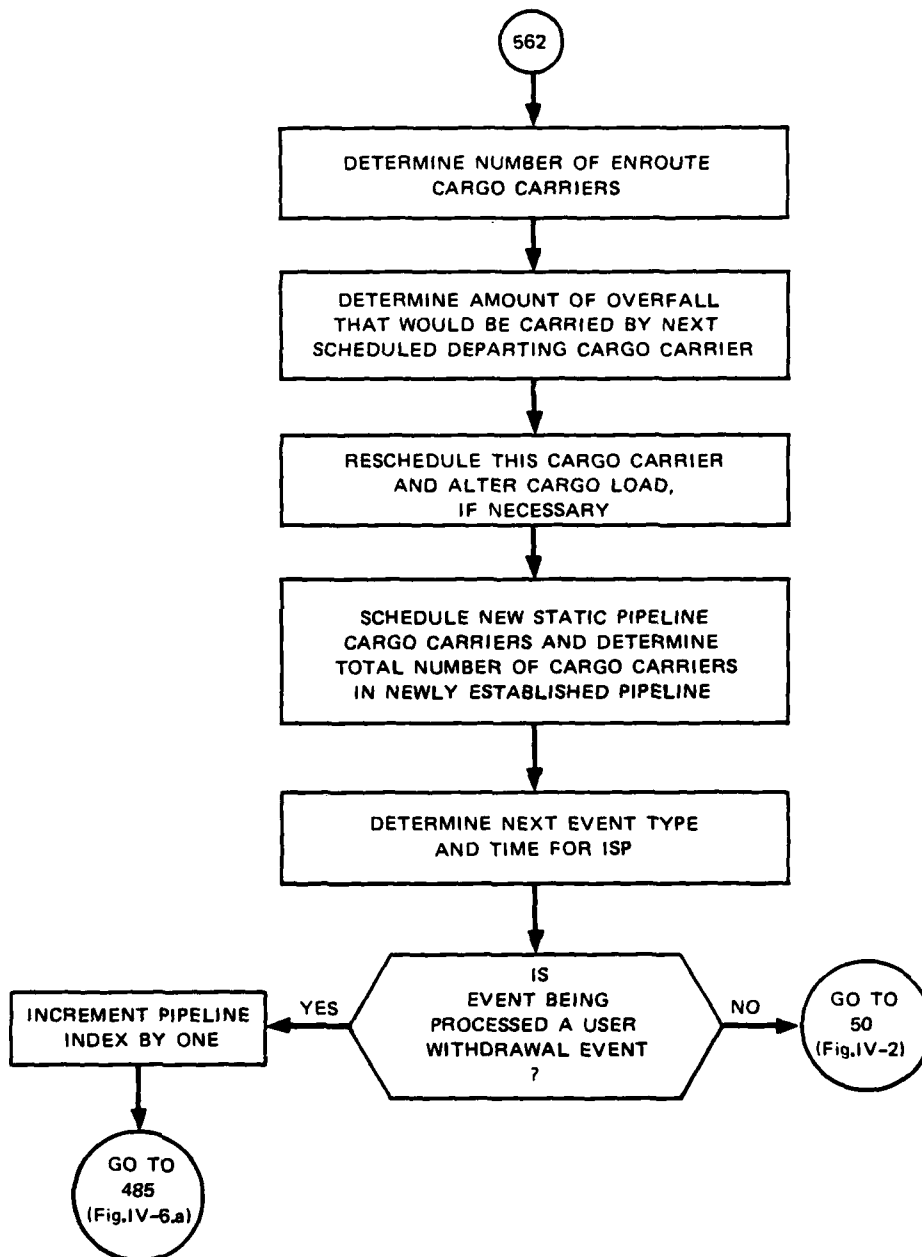 562
DETERMINE NUMBER OF ENROUTE
CARGO CARRIERS
DETERMINE AMOUNT OF OVERFALL
THAT WOULD BE CARRIED BY NEXT
SCHEDULED DEPARTING CARGO CARRIER
RESCHEDULE THIS CARGO CARRIER
AND ALTER CARGO LOAD,
IF NECESSARY
SCHEDULE NEW STATIC PIPELINE
CARGO CARRIERS AND DETERMINE
TOTAL NUMBER OF CARGO CARRIERS
IN NEWLY ESTABLISHED PIPELINE
DETERMINE NEXT EVENT TYPE
AND TIME FOR ISP
IS
EVENT BEING
PROCESSED A USER
WITHDRAWAL EVENT
?
YES
INCREMENT PIPELINE
INDEX BY ONE
NO
GO TO
50
(Fig.IV-2)
GO TO
485
(Fig.IV-6.a)